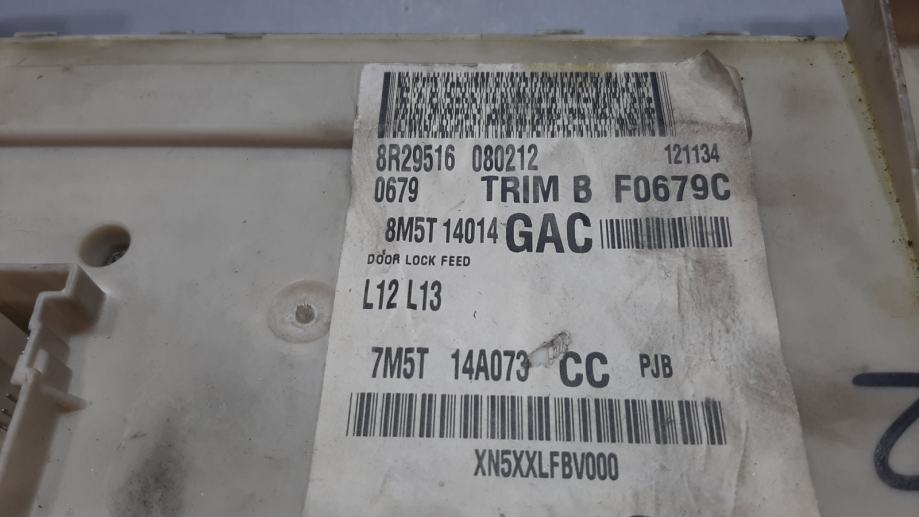 8R29516 080212 121134
0679 TRIM B F0679C
8M5T 14014 GAC
DOOR LOCK FEED
L12 L13
7M5T 14A073 CC PJB
XN5XXLFBV000